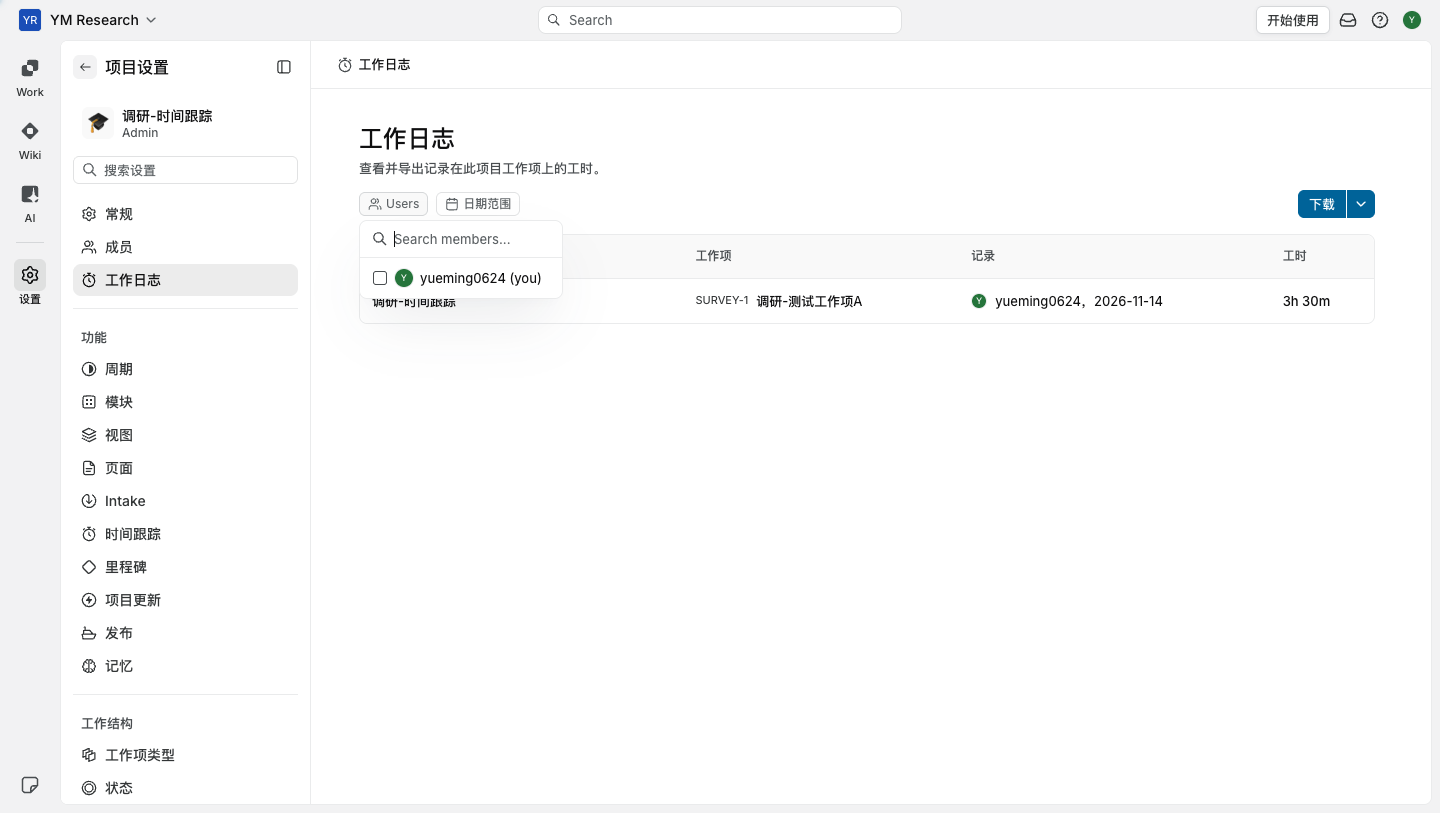 YR YM Research
Search
开始使用
Y
Work
Wiki
AI
设置
项目设置
调研-时间跟踪
Admin
搜索设置
常规
成员
工作日志
功能
周期
模块
视图
页面
Intake
时间跟踪
里程碑
项目更新
发布
记忆
工作结构
工作项类型
状态
工作日志
工作日志
查看并导出记录在此项目工作项上的工时。
Users 日期范围
下载
Search members...
Y yueming0624 (you)
工作项 记录 工时
调研-时间跟踪 SURVEY-1 调研-测试工作项A Y yueming0624, 2026-11-14 3h 30m